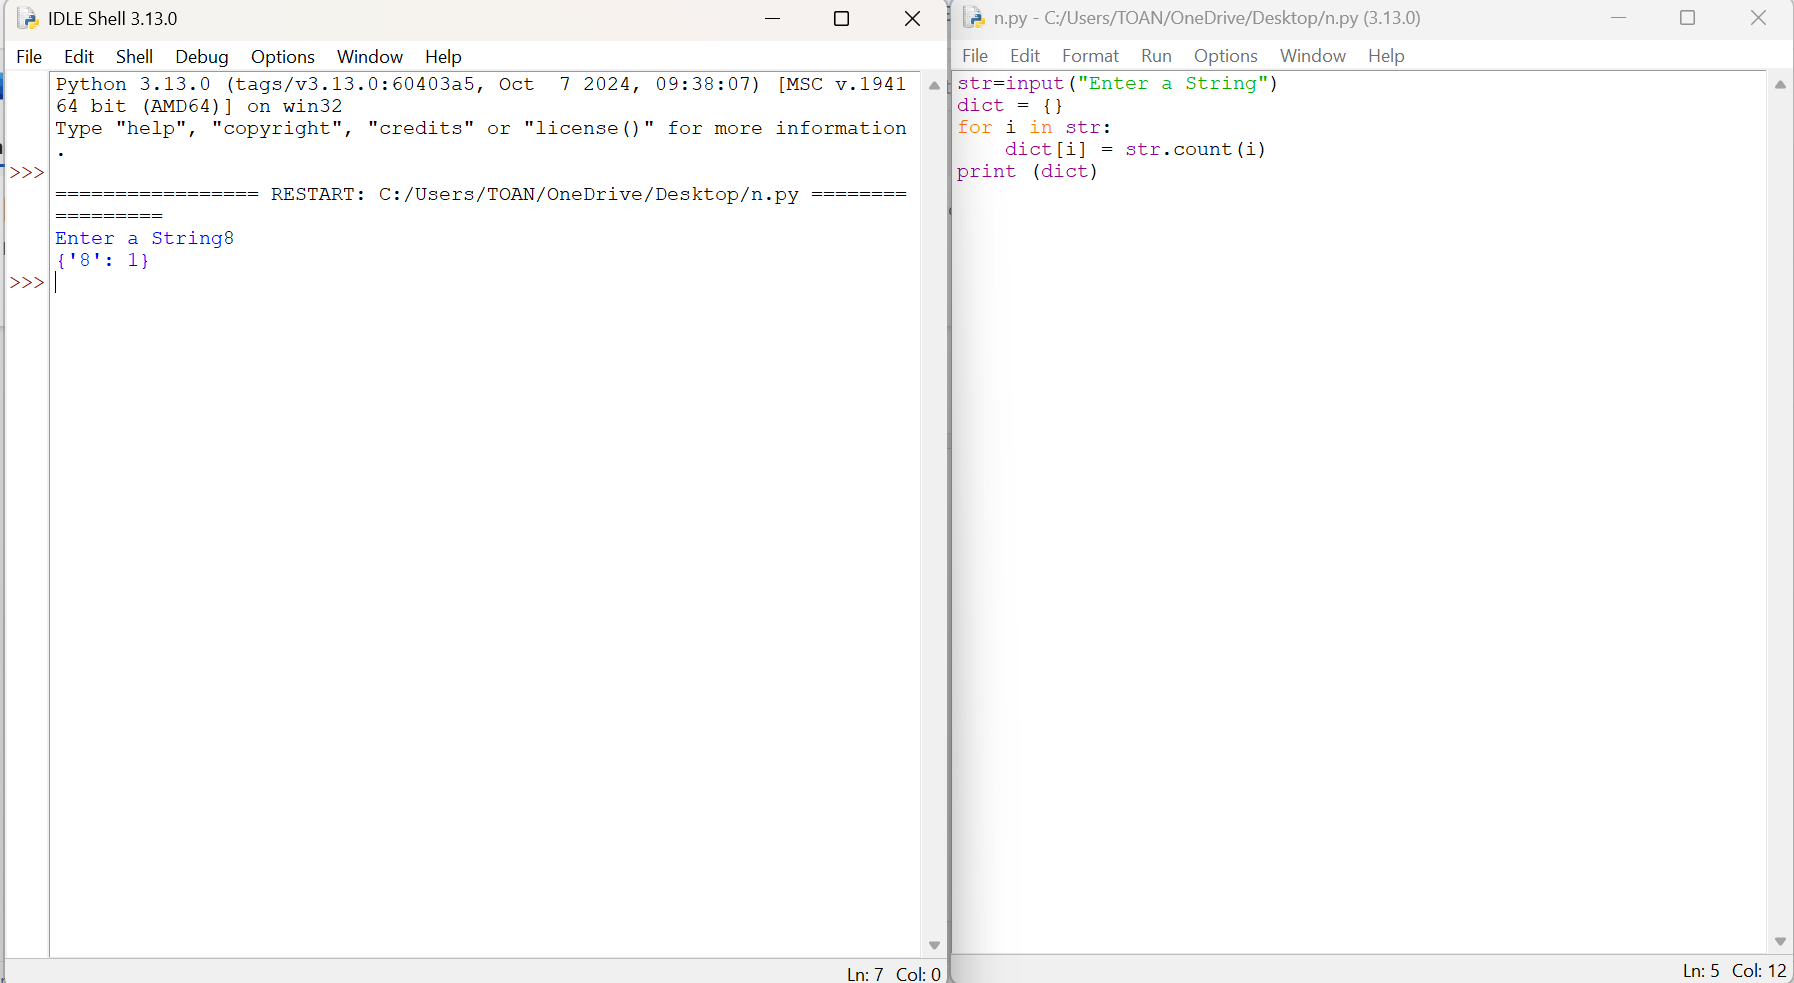 IDLE Shell 3.13.0
File Edit Shell Debug Options Window Help
Python 3.13.0 (tags/v3.13.0:60403a5, Oct  7 2024, 09:38:07) [MSC v.1941
64 bit (AMD64)] on win32
Type "help", "copyright", "credits" or "license()" for more information
.
>>>
================= RESTART: C:/Users/TOAN/OneDrive/Desktop/n.py ========
=========
Enter a String8
{'8': 1}
>>>
Ln: 7 Col: 0
n.py - C:/Users/TOAN/OneDrive/Desktop/n.py (3.13.0)
File Edit Format Run Options Window Help
str=input("Enter a String")
dict = {}
for i in str:
    dict[i] = str.count(i)
print (dict)
Ln: 5 Col: 12